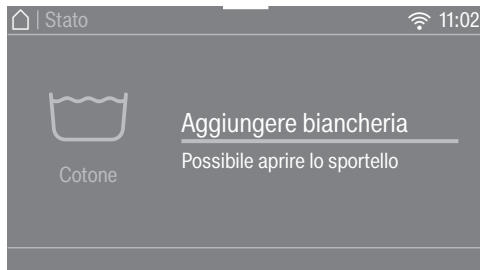 | Stato 11:02
Aggiungere biancheria
Possibile aprire lo sportello
Cotone